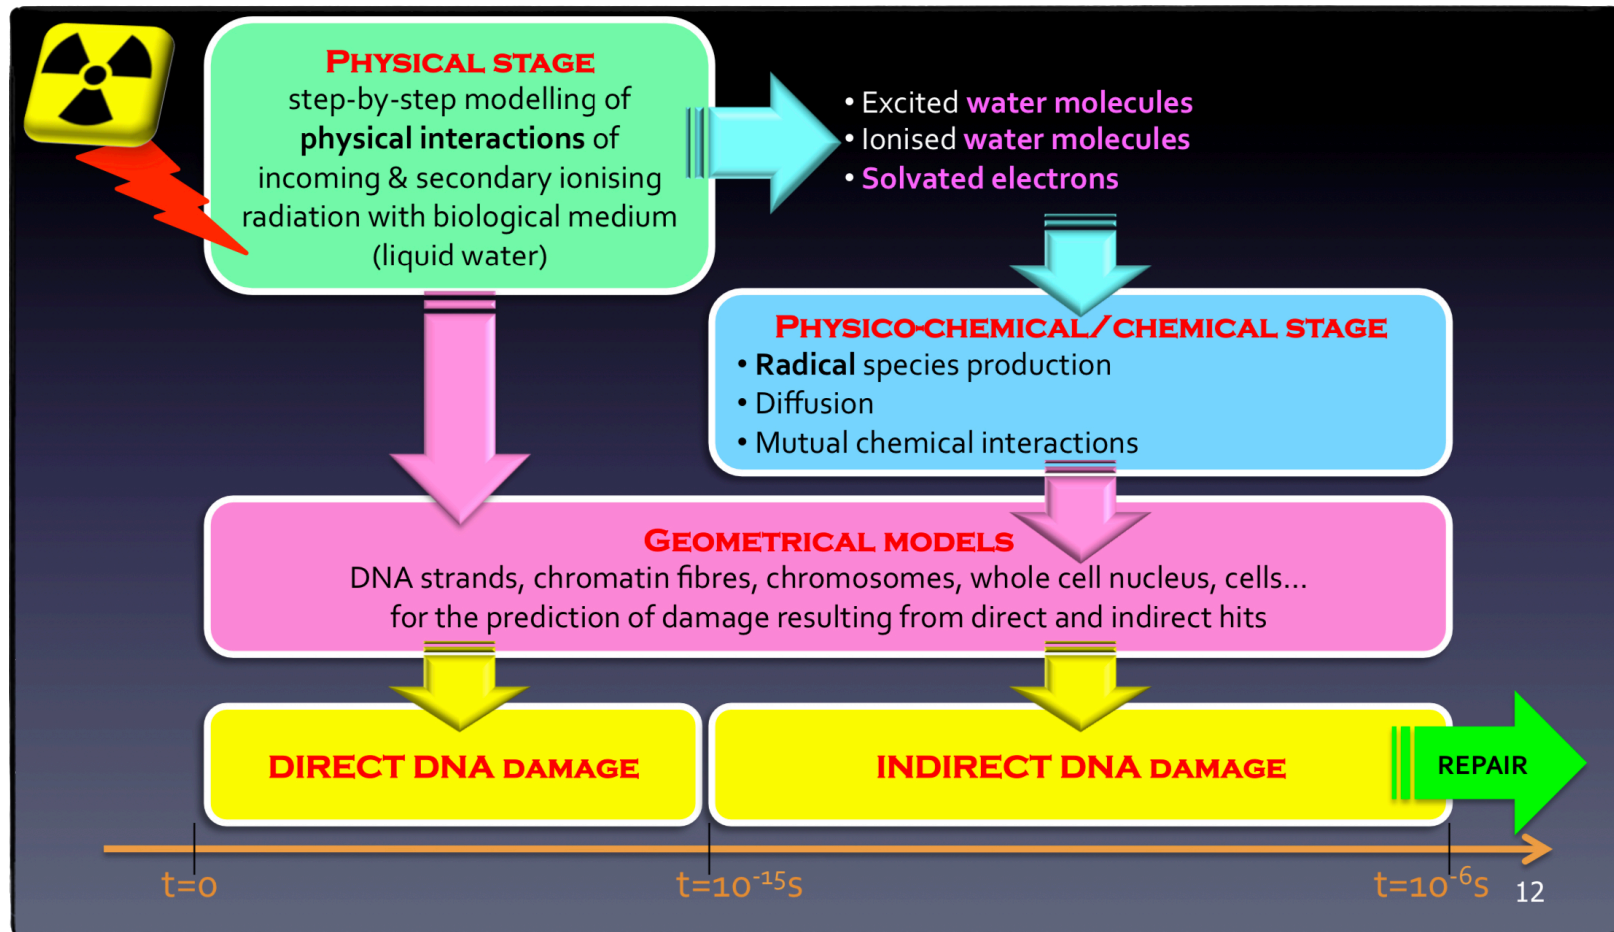 PHYSICAL STAGE
step-by-step modelling of
physical interactions of
incoming & secondary ionising
radiation with biological medium
(liquid water)
• Excited water molecules
• Ionised water molecules
• Solvated electrons
PHYSICO-CHEMICAL/CHEMICAL STAGE
• Radical species production
• Diffusion
• Mutual chemical interactions
GEOMETRICAL MODELS
DNA strands, chromatin fibres, chromosomes, whole cell nucleus, cells...
for the prediction of damage resulting from direct and indirect hits
DIRECT DNA DAMAGE
INDIRECT DNA DAMAGE
REPAIR
t=0
t=10⁻¹⁵s
t=10⁻⁶s
12